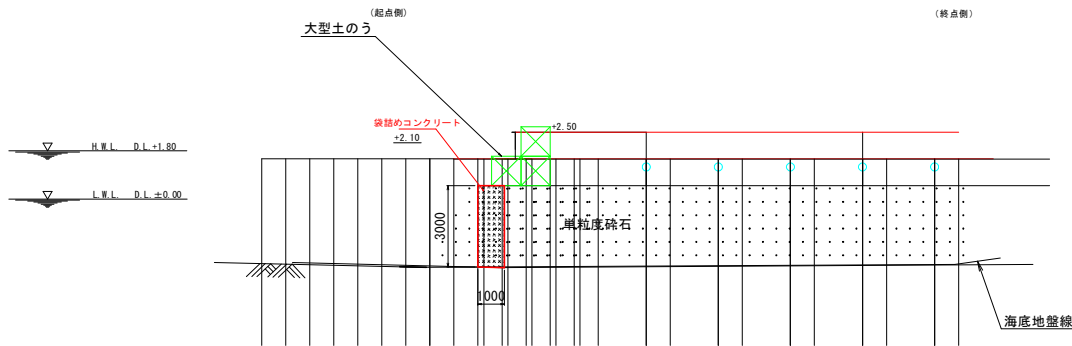 (起点側)
(終点側)
大型土のう
袋詰めコンクリート
+2.50
+2.10
H.W.L. D.L.+1.80
L.W.L. D.L.±0.00
3000
単粒度砕石
1000
海底地盤線